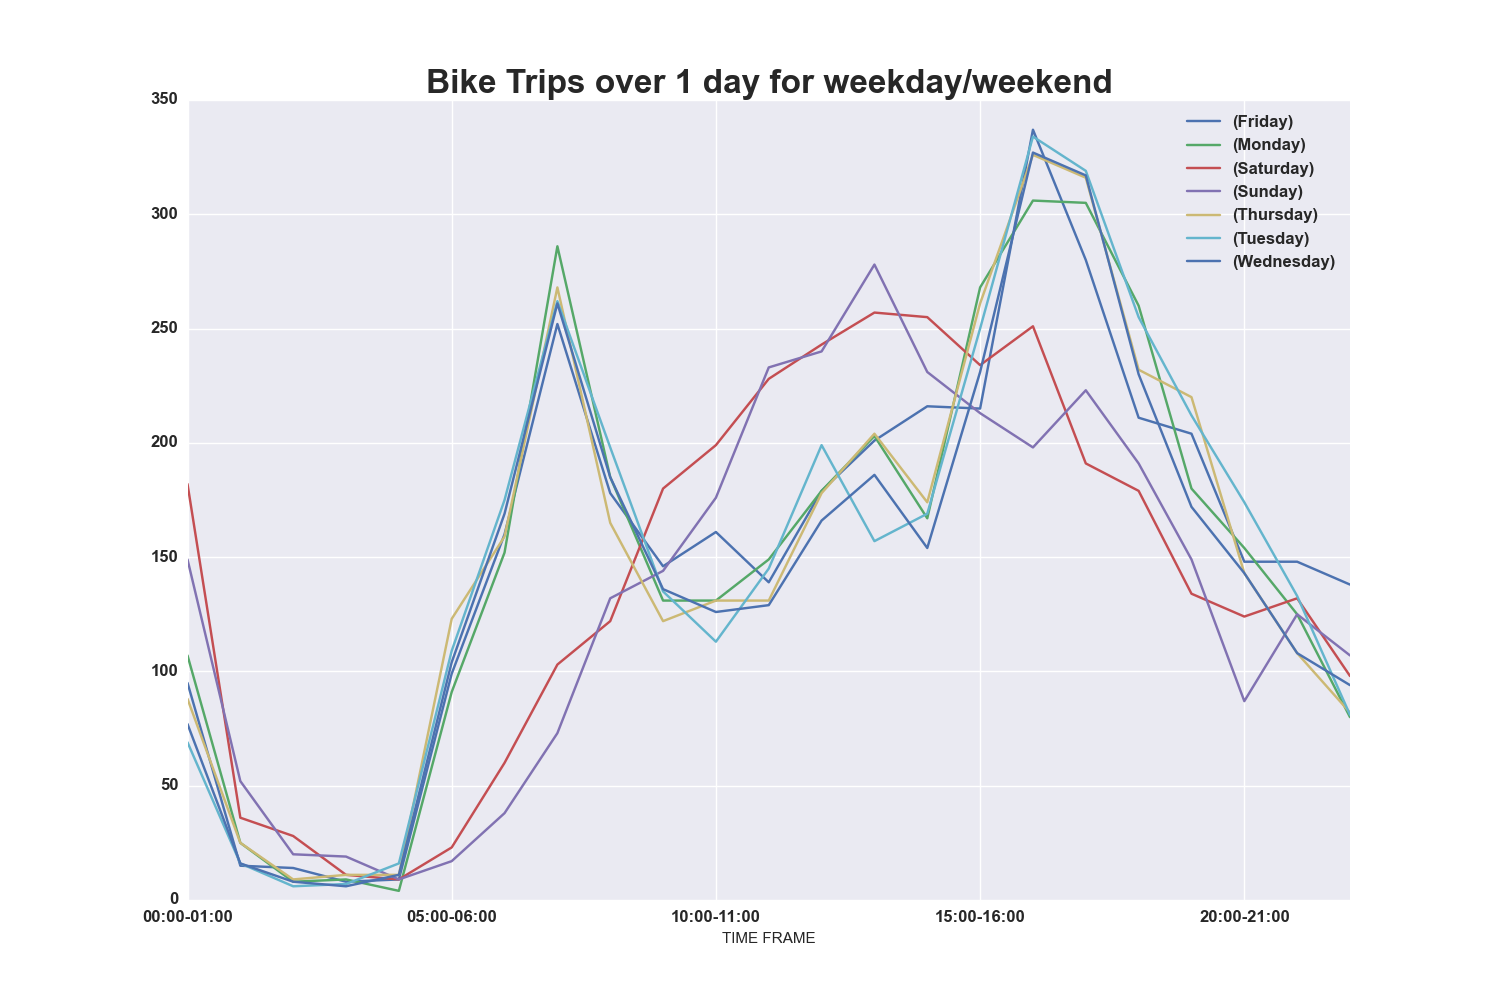 Bike Trips over 1 day for weekday/weekend
350
300
250
200
150
100
50
0
(Friday)
(Monday)
(Saturday)
(Sunday)
(Thursday)
(Tuesday)
(Wednesday)
00:00-01:00 05:00-06:00 10:00-11:00 15:00-16:00 20:00-21:00
TIME FRAME